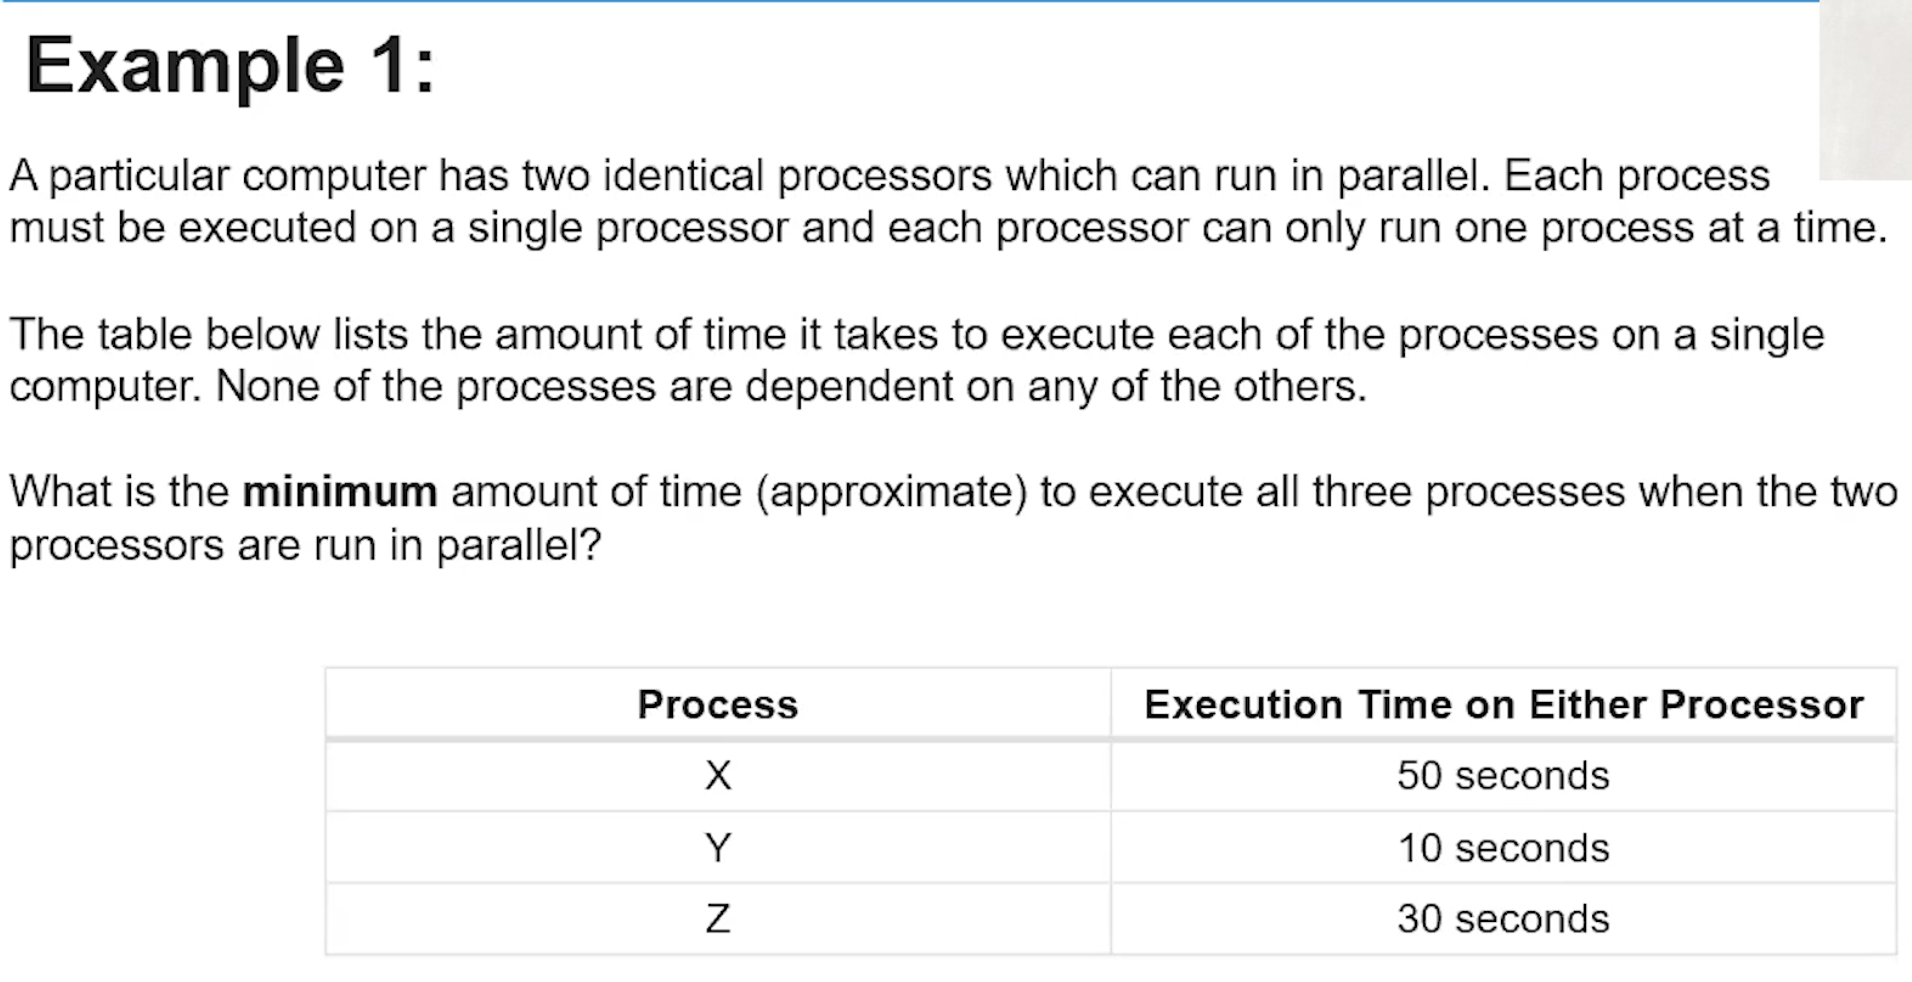 Example 1:
A particular computer has two identical processors which can run in parallel. Each process
must be executed on a single processor and each processor can only run one process at a time.
The table below lists the amount of time it takes to execute each of the processes on a single
computer. None of the processes are dependent on any of the others.
What is the minimum amount of time (approximate) to execute all three processes when the two
processors are run in parallel?
Process Execution Time on Either Processor
X 50 seconds
Y 10 seconds
Z 30 seconds